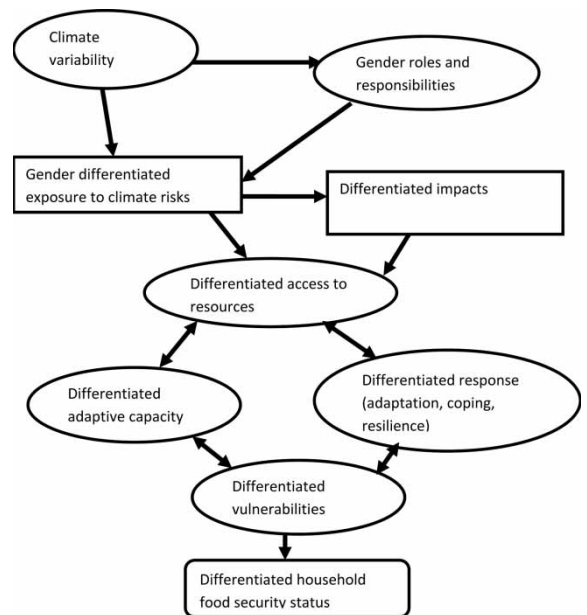 Climate
variability
Gender roles and
responsibilities
Gender differentiated
exposure to climate risks
Differentiated impacts
Differentiated access to
resources
Differentiated
adaptive capacity
Differentiated response
(adaptation, coping,
resilience)
Differentiated
vulnerabilities
Differentiated household
food security status